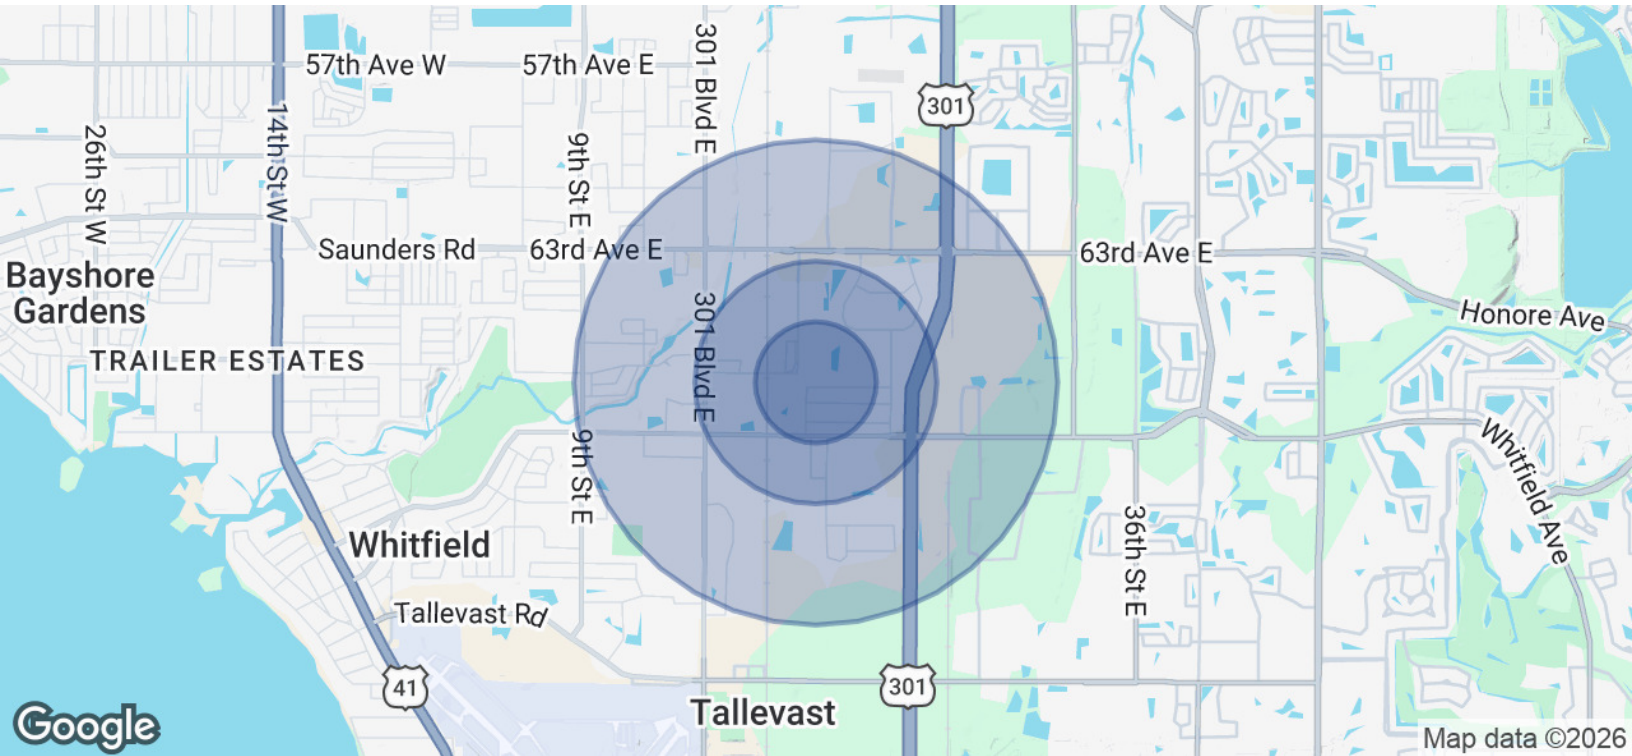 57th Ave W
57th Ave E
301 Blvd E
301
14th St W
26th St W
9th St E
Saunders Rd
63rd Ave E
63rd Ave E
Bayshore
Gardens
301 Blvd E
Honore Ave
TRAILER ESTATES
9th St E
Whitfield Ave
36th St E
Whitfield
Tallevast Rd
41
301
Tallevast
Google
Map data ©2026